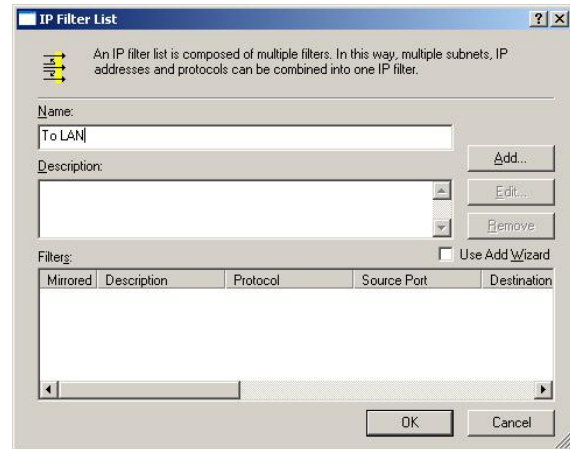 IP Filter List
An IP filter list is composed of multiple filters. In this way, multiple subnets, IP
addresses and protocols can be combined into one IP filter.
Name:
To LAN
Add...
Description:
Edit...
Remove
Filters:
Use Add Wizard
Mirrored Description Protocol Source Port Destination
OK Cancel